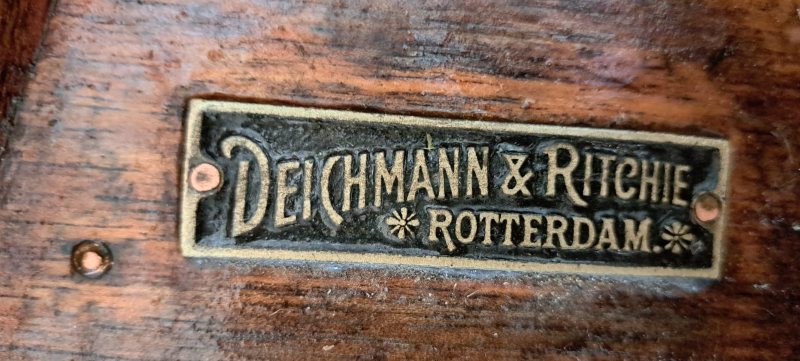 DEICHMANN & RITCHIE
ROTTERDAM.